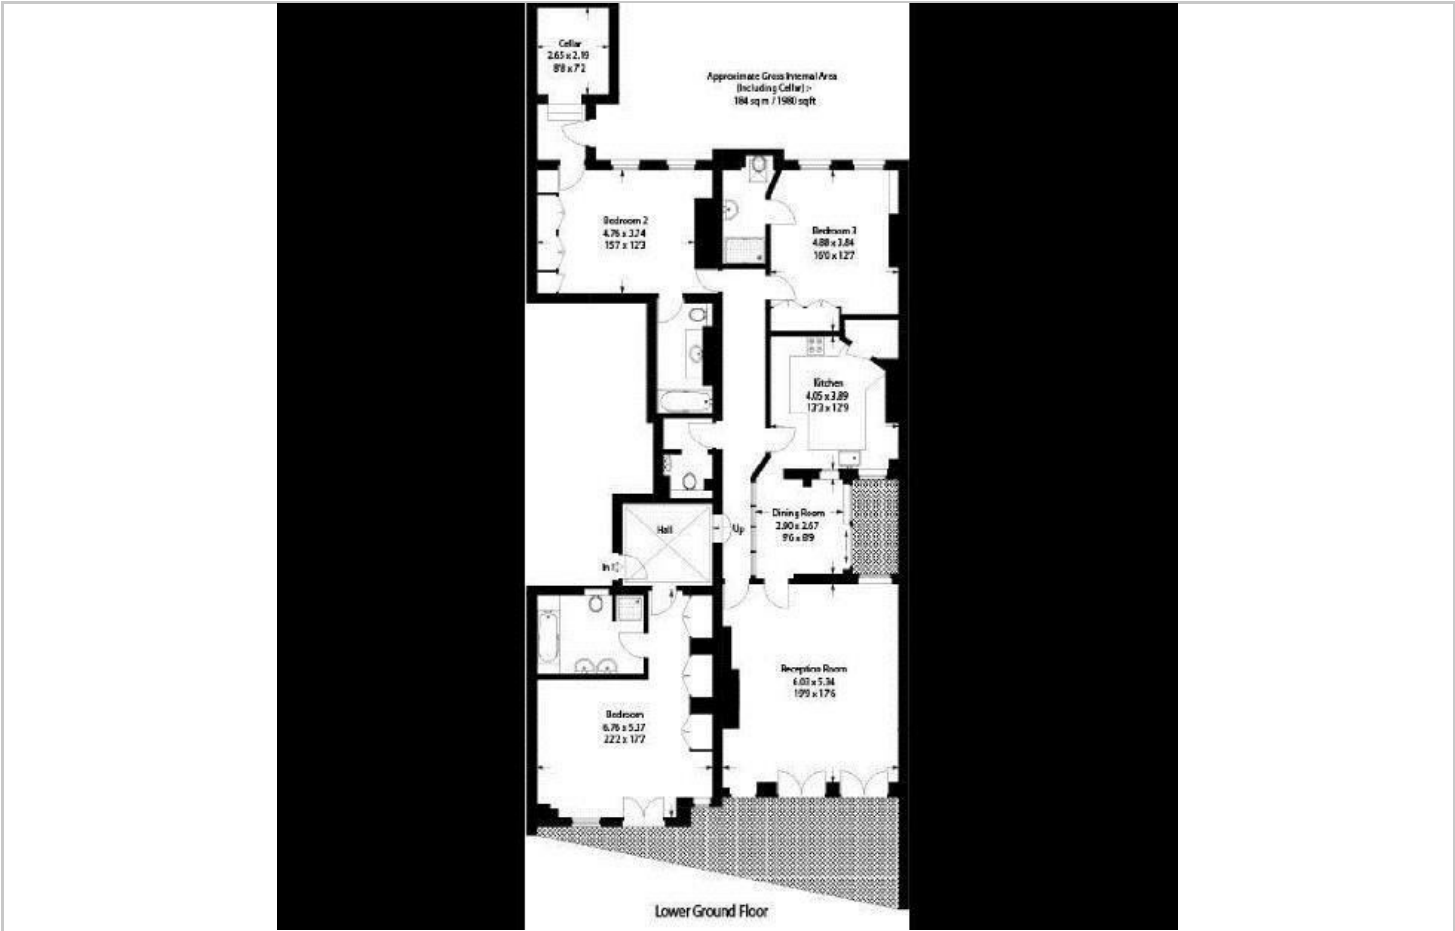 Cellar
2.65 x 2.19
8'8 x 7'2
Approximate Gross Internal Area
(Including Cellar) :-
184 sq m / 1980 sqft
Bedroom 2
4.76 x 3.74
15'7 x 12'3
Bedroom 3
4.88 x 3.84
16'0 x 12'7
Kitchen
4.05 x 3.89
13'3 x 12'9
Dining Room
2.90 x 2.67
9'6 x 8'9
Hall
Up
In
Reception Room
6.03 x 5.34
19'9 x 17'6
Bedroom
6.76 x 5.37
22'2 x 17'7
Lower Ground Floor